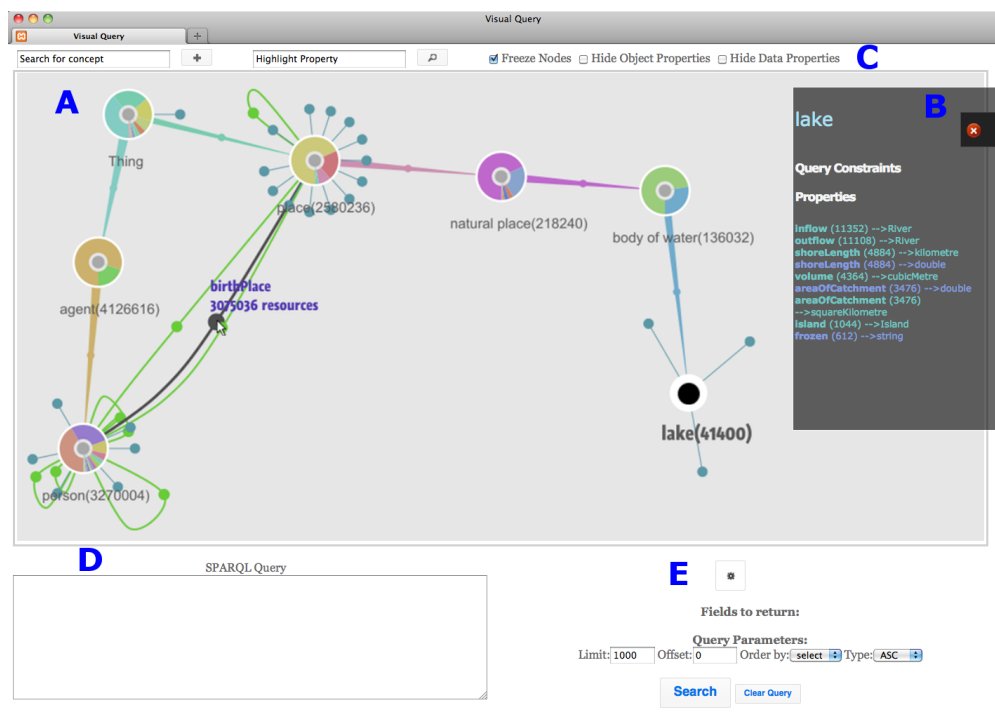 Visual Query
Visual Query
Search for concept
Highlight Property
Freeze Nodes
Hide Object Properties
Hide Data Properties
C
A
B
lake
Thing
place(2580236)
Query Constraints
Properties
natural place(218240)
body of water(136032)
inflow (11352) -->River
outflow (11108) -->River
shoreLength (4884) -->kilometre
shoreLength (4884) -->double
volume (4364) -->cubicMetre
areaOfCatchment (3476) -->double
areaOfCatchment (3476)
-->squareKilometre
island (1044) -->Island
frozen (612) -->string
birthPlace
3075036 resources
agent(4126616)
lake(41400)
person(3270004)
D
SPARQL Query
E
Fields to return:
Query Parameters:
Limit: 1000 Offset: 0 Order by: select Type: ASC
Search Clear Query